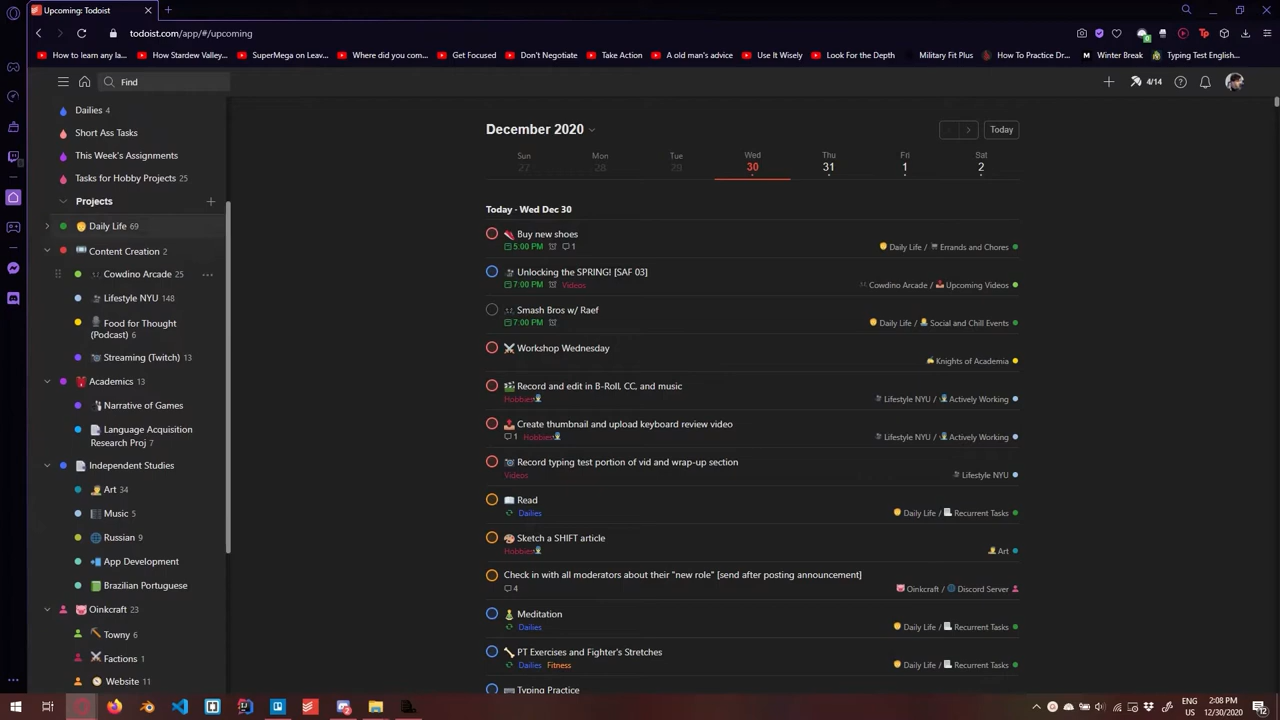 Upcoming: Todoist
todoist.com/app/#/upcoming
How to learn any la...
How Stardew Valley...
SuperMega on Leav...
Where did you com...
Get Focused
Don't Negotiate
Take Action
A old man's advice
Use It Wisely
Look For the Depth
Military Fit Plus
How To Practice Dr...
Winter Break
Typing Test English...
Find
4/14
Dailies 4
Short Ass Tasks
This Week's Assignments
Tasks for Hobby Projects 25
Projects
Daily Life 69
Content Creation 2
Cowdino Arcade 25
Lifestyle NYU 148
Food for Thought
(Podcast) 6
Streaming (Twitch) 13
Academics 13
Narrative of Games
Language Acquisition
Research Proj 7
Independent Studies
Art 34
Music 5
Russian 9
App Development
Brazilian Portuguese
Oinkcraft 23
Towny 6
Factions 1
Website 11
December 2020
Today
Sun Mon Tue Wed Thu Fri Sat
27 28 29 30 31 1 2
Today - Wed Dec 30
Buy new shoes
5:00 PM 1
Daily Life / Errands and Chores
Unlocking the SPRING! [SAF 03]
7:00 PM Videos
Cowdino Arcade / Upcoming Videos
Smash Bros w/ Raef
7:00 PM
Daily Life / Social and Chill Events
Workshop Wednesday
Knights of Academia
Record and edit in B-Roll, CC, and music
Hobbies
Lifestyle NYU / Actively Working
Create thumbnail and upload keyboard review video
1 Hobbies
Lifestyle NYU / Actively Working
Record typing test portion of vid and wrap-up section
Videos
Lifestyle NYU
Read
Dailies
Daily Life / Recurrent Tasks
Sketch a SHIFT article
Hobbies
Art
Check in with all moderators about their "new role" [send after posting announcement]
4
Oinkcraft / Discord Server
Meditation
Dailies
Daily Life / Recurrent Tasks
PT Exercises and Fighter's Stretches
Dailies Fitness
Daily Life / Recurrent Tasks
Typing Practice
ENG
US
2:08 PM
12/30/2020
12